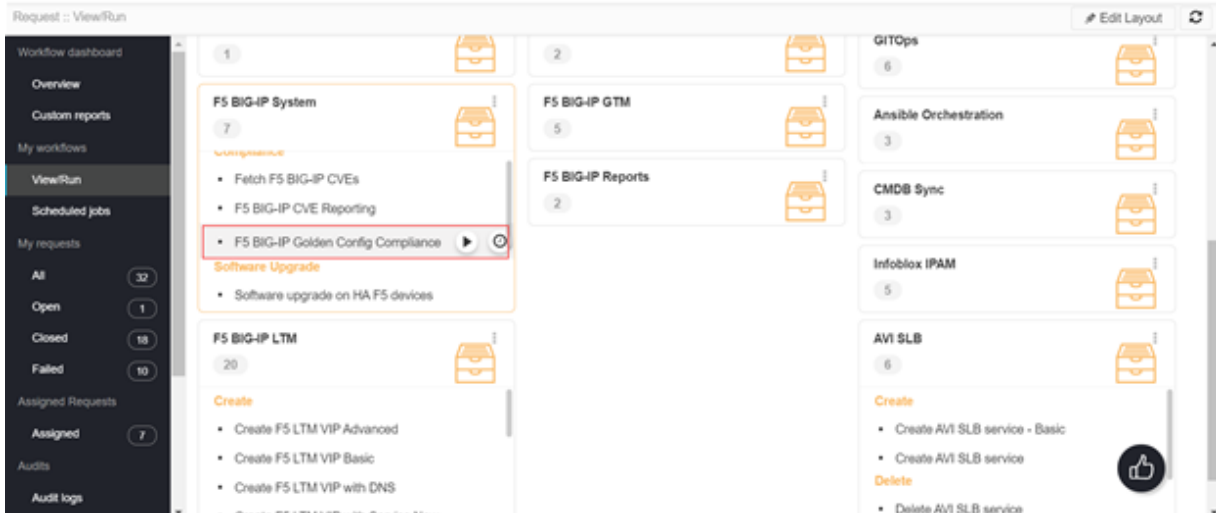 Request :: View/Run
Edit Layout
Workflow dashboard
Overview
Custom reports
My workflows
View/Run
Scheduled jobs
My requests
All 32
Open 1
Closed 18
Failed 10
Assigned Requests
Assigned 7
Audits
Audit logs
1
F5 BIG-IP System
7
Compliance
Fetch F5 BIG-IP CVEs
F5 BIG-IP CVE Reporting
F5 BIG-IP Golden Config Compliance
Software Upgrade
Software upgrade on HA F5 devices
F5 BIG-IP LTM
20
Create
Create F5 LTM VIP Advanced
Create F5 LTM VIP Basic
Create F5 LTM VIP with DNS
2
F5 BIG-IP GTM
5
F5 BIG-IP Reports
2
GITOps
6
Ansible Orchestration
3
CMDB Sync
3
Infoblox IPAM
5
AVI SLB
6
Create
Create AVI SLB service - Basic
Create AVI SLB service
Delete
Delete AVI SLB service